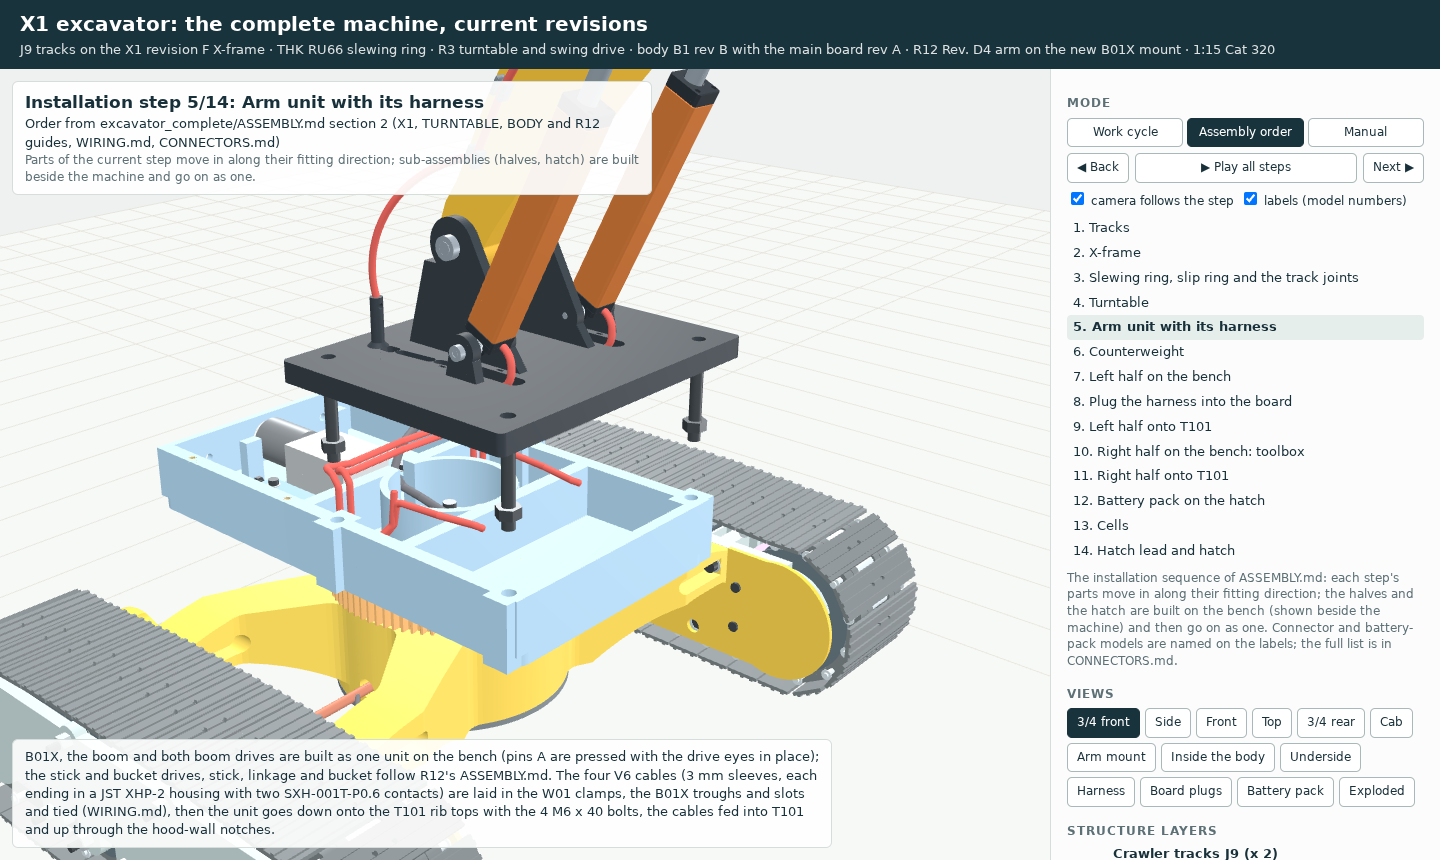 X1 excavator: the complete machine, current revisions
J9 tracks on the X1 revision F X-frame · THK RU66 slewing ring · R3 turntable and swing drive · body B1 rev B with the main board rev A · R12 Rev. D4 arm on the new B01X mount · 1:15 Cat 320
Installation step 5/14: Arm unit with its harness
Order from excavator_complete/ASSEMBLY.md section 2 (X1, TURNTABLE, BODY and R12
guides, WIRING.md, CONNECTORS.md)
Parts of the current step move in along their fitting direction; sub-assemblies (halves, hatch) are built
beside the machine and go on as one.
B01X, the boom and both boom drives are built as one unit on the bench (pins A are pressed with the drive eyes in place);
the stick and bucket drives, stick, linkage and bucket follow R12's ASSEMBLY.md. The four V6 cables (3 mm sleeves, each
ending in a JST XHP-2 housing with two SXH-001T-P0.6 contacts) are laid in the W01 clamps, the B01X troughs and slots
and tied (WIRING.md), then the unit goes down onto the T101 rib tops with the 4 M6 x 40 bolts, the cables fed into T101
and up through the hood-wall notches.
MODE
Work cycle
Assembly order
Manual
◀ Back
▶ Play all steps
Next ▶
camera follows the step
labels (model numbers)
1. Tracks
2. X-frame
3. Slewing ring, slip ring and the track joints
4. Turntable
5. Arm unit with its harness
6. Counterweight
7. Left half on the bench
8. Plug the harness into the board
9. Left half onto T101
10. Right half on the bench: toolbox
11. Right half onto T101
12. Battery pack on the hatch
13. Cells
14. Hatch lead and hatch
The installation sequence of ASSEMBLY.md: each step's
parts move in along their fitting direction; the halves and
the hatch are built on the bench (shown beside the
machine) and then go on as one. Connector and battery-
pack models are named on the labels; the full list is in
CONNECTORS.md.
VIEWS
3/4 front
Side
Front
Top
3/4 rear
Cab
Arm mount
Inside the body
Underside
Harness
Board plugs
Battery pack
Exploded
STRUCTURE LAYERS
Crawler tracks J9 (x 2)